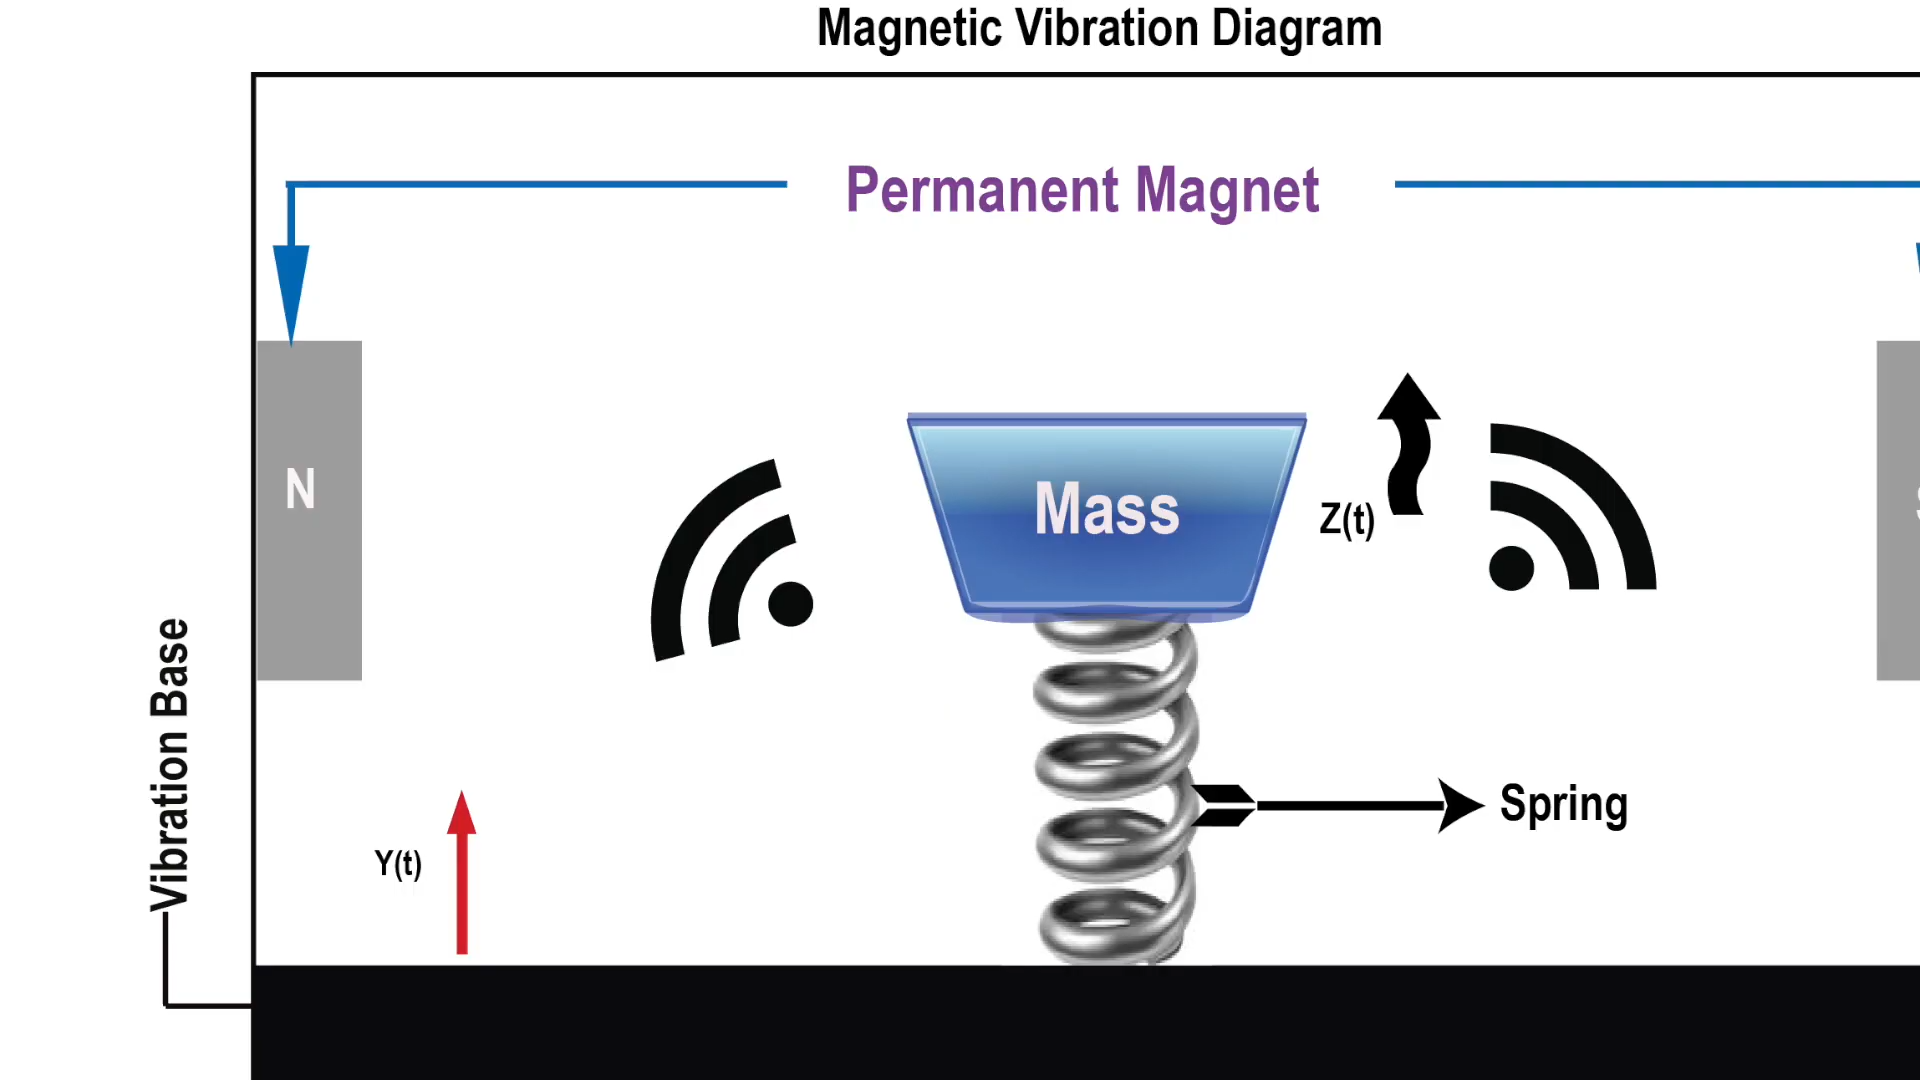 Magnetic Vibration Diagram
Permanent Magnet
N
Mass
Z(t)
Vibration Base
Spring
Y(t)